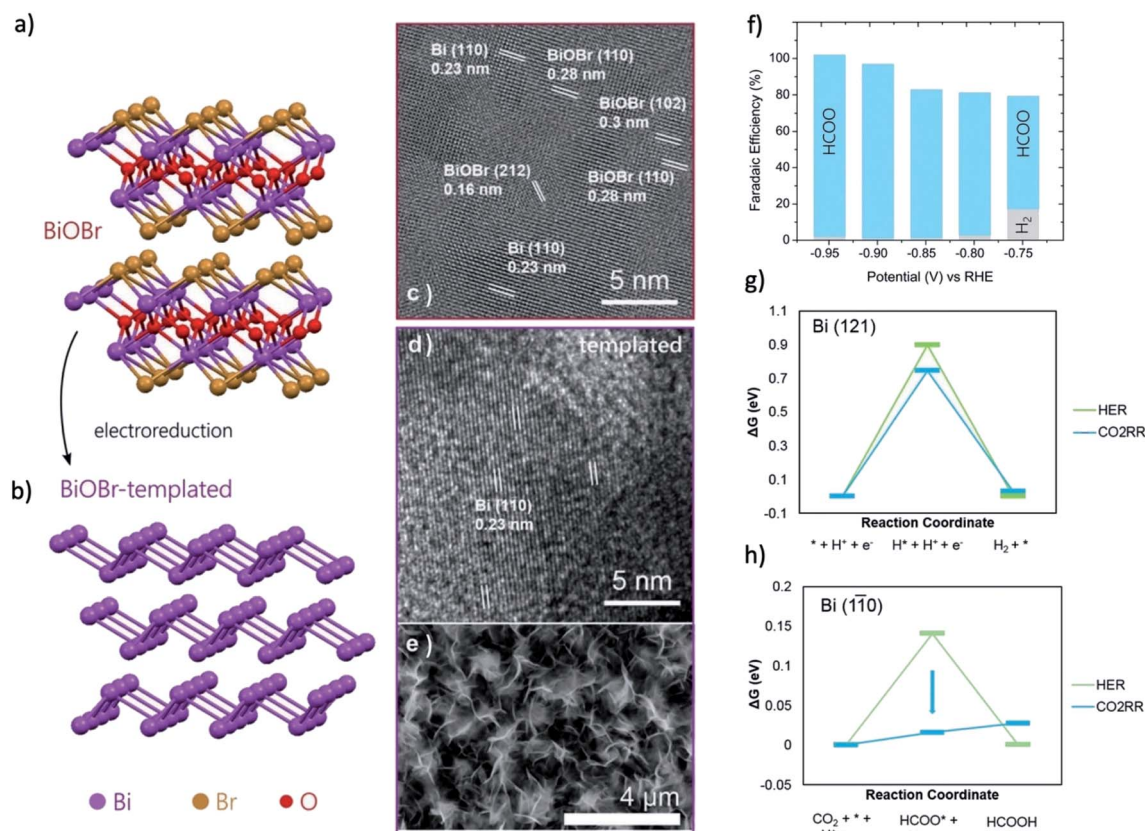 a)
BiOBr
electroreduction
b)
BiOBr-templated
Bi
Br
O
Bi (110)
0.23 nm
BiOBr (110)
0.28 nm
BiOBr (102)
0.3 nm
BiOBr (212)
0.16 nm
BiOBr (110)
0.28 nm
Bi (110)
0.23 nm
c )
5 nm
d )
templated
Bi (110)
0.23 nm
5 nm
e )
4 µm
f)
Faradaic Efficiency (%)
100
80
60
40
20
0
HCOO
HCOO
H₂
-0.95
-0.90
-0.85
-0.80
-0.75
Potential (V) vs RHE
g)
Bi (121)
ΔG (eV)
1.1
0.9
0.7
0.5
0.3
0.1
-0.1
HER
CO2RR
Reaction Coordinate
* + H⁺ + e⁻
H* + H⁺ + e⁻
H₂ + *
h)
Bi (11̅0)
ΔG (eV)
0.2
0.15
0.1
0.05
0
-0.05
HER
CO2RR
Reaction Coordinate
CO₂ + * +
HCOO* +
HCOOH